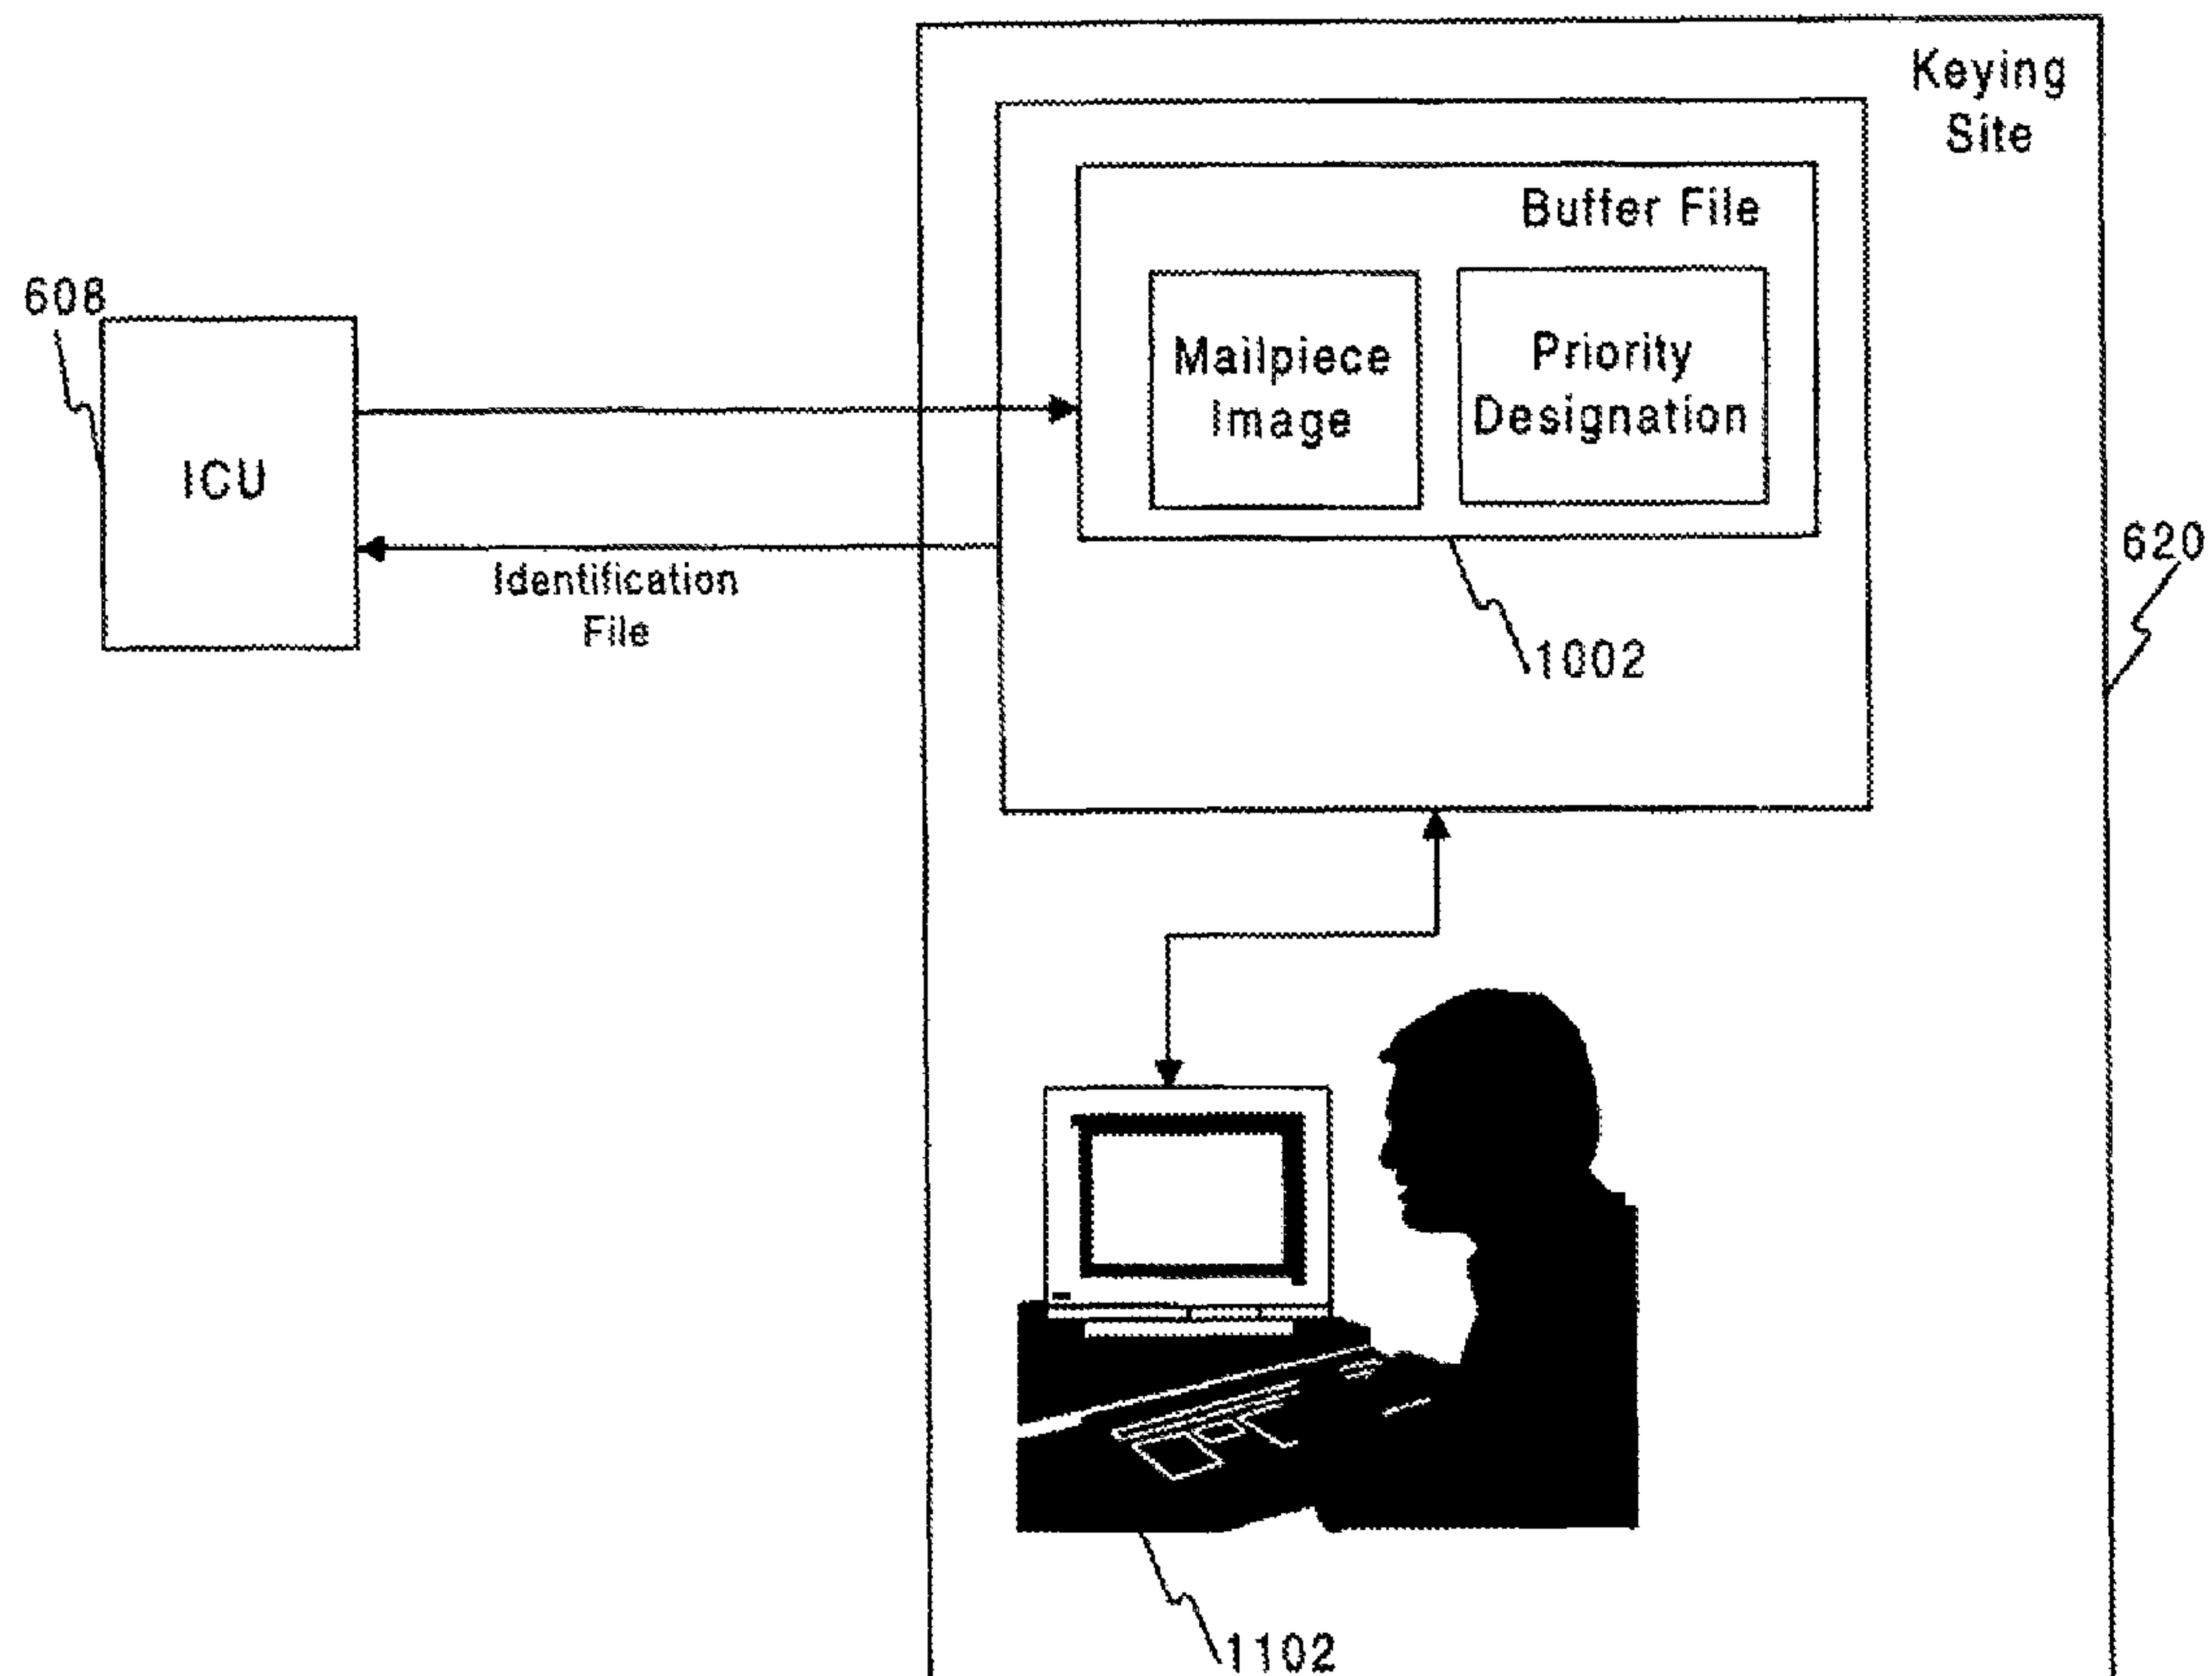 Keying
Site
Buffer File
608
Mailpiece
Image
Priority
Designation
ICU
620
Identification
File
1002
1102